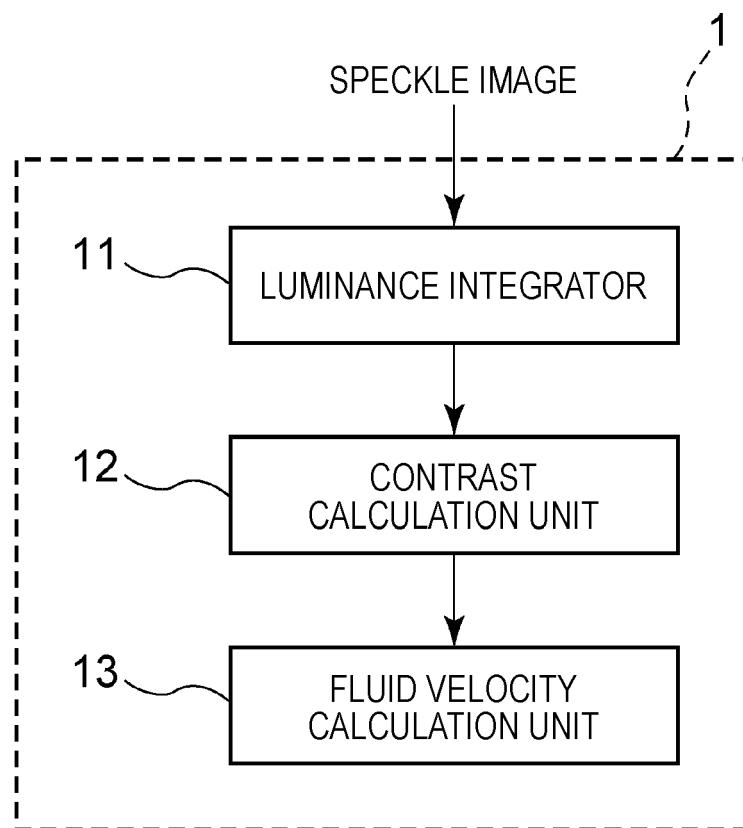 1
SPECKLE IMAGE
11
LUMINANCE INTEGRATOR
12
CONTRAST
CALCULATION UNIT
13
FLUID VELOCITY
CALCULATION UNIT